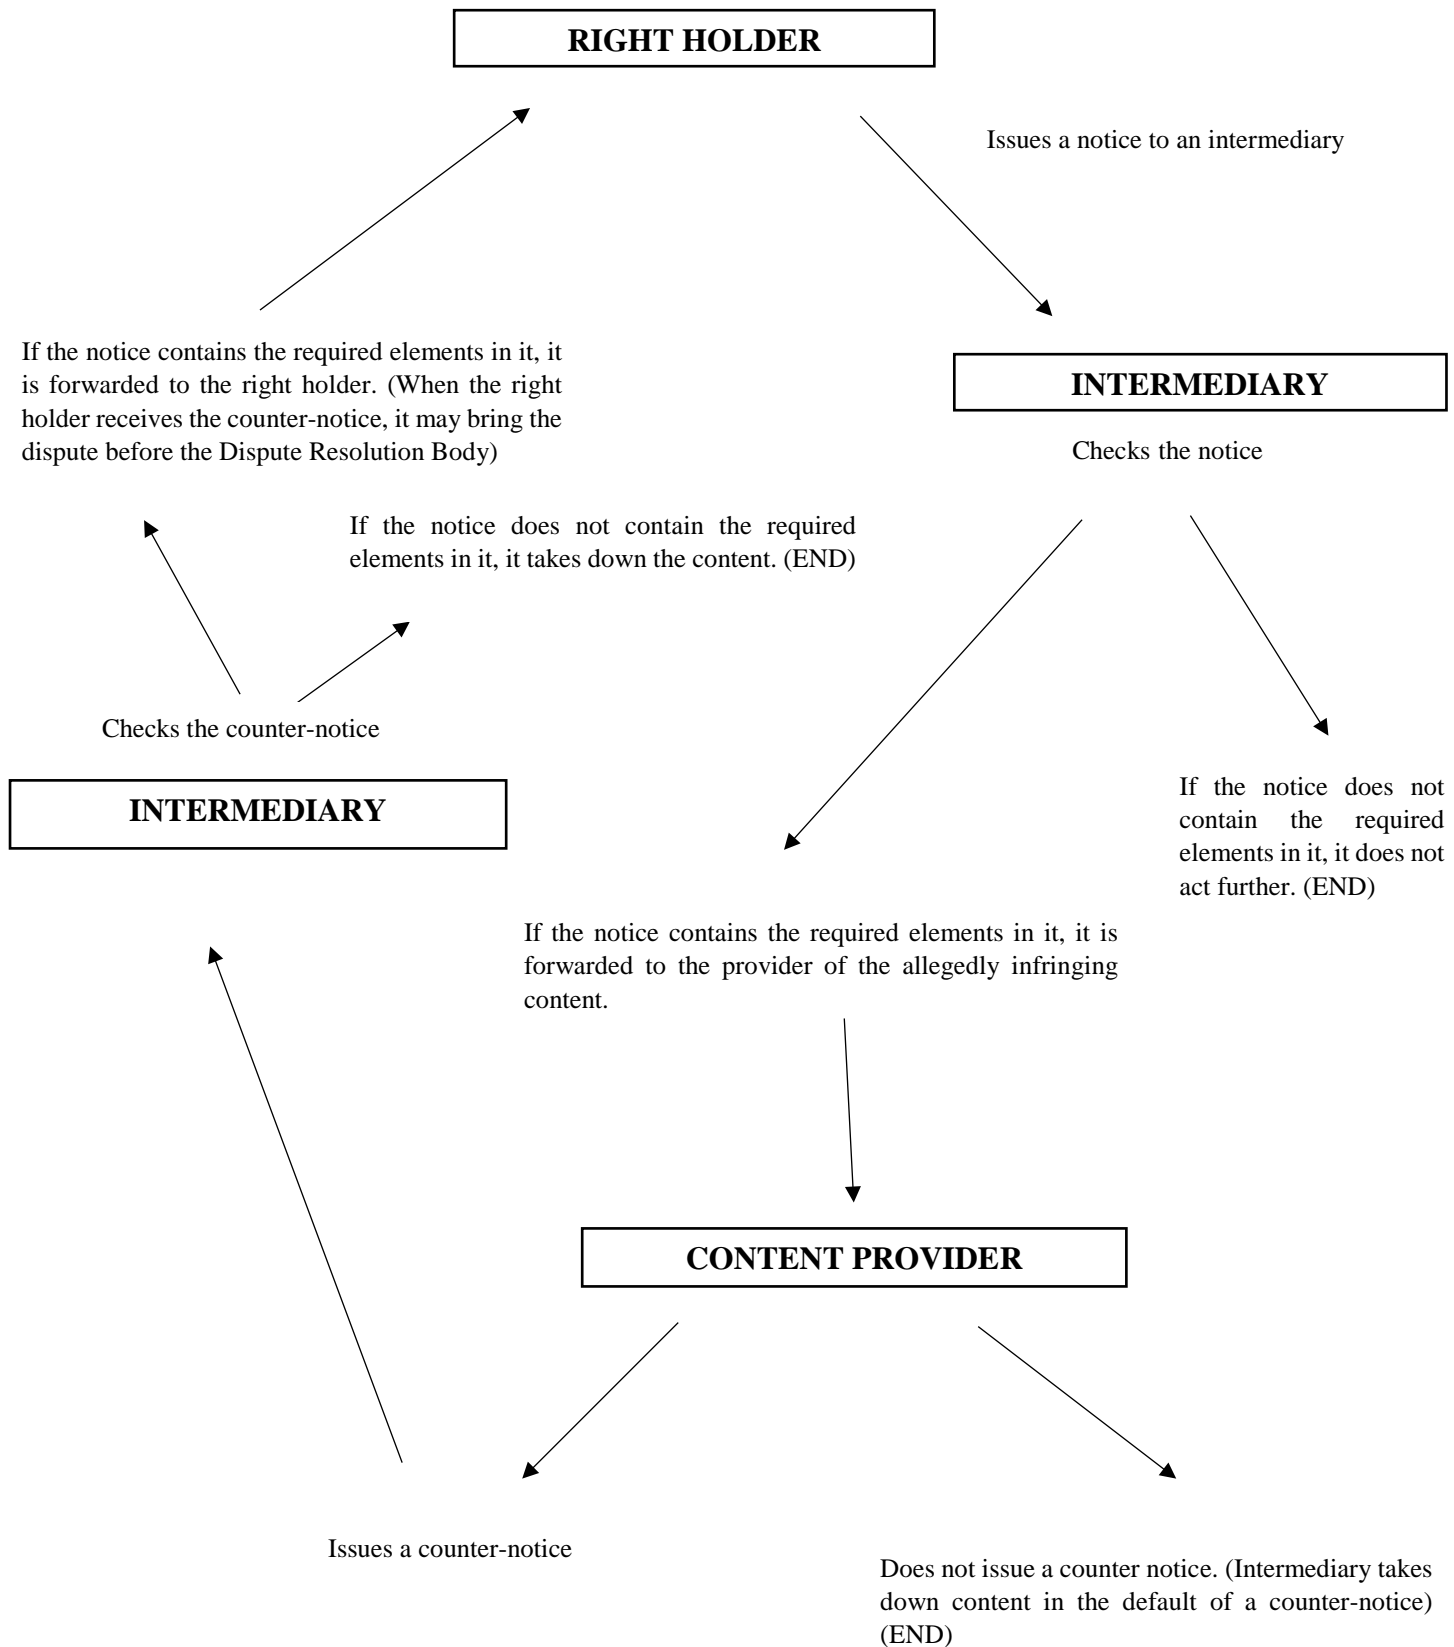 RIGHT HOLDER
Issues a notice to an intermediary
If the notice contains the required elements in it, it
is forwarded to the right holder. (When the right
holder receives the counter-notice, it may bring the
dispute before the Dispute Resolution Body)
INTERMEDIARY
Checks the notice
If the notice does not contain the required
elements in it, it takes down the content. (END)
Checks the counter-notice
INTERMEDIARY
If the notice does not
contain the required
elements in it, it does not
act further. (END)
If the notice contains the required elements in it, it is
forwarded to the provider of the allegedly infringing
content.
CONTENT PROVIDER
Issues a counter-notice
Does not issue a counter notice. (Intermediary takes
down content in the default of a counter-notice)
(END)